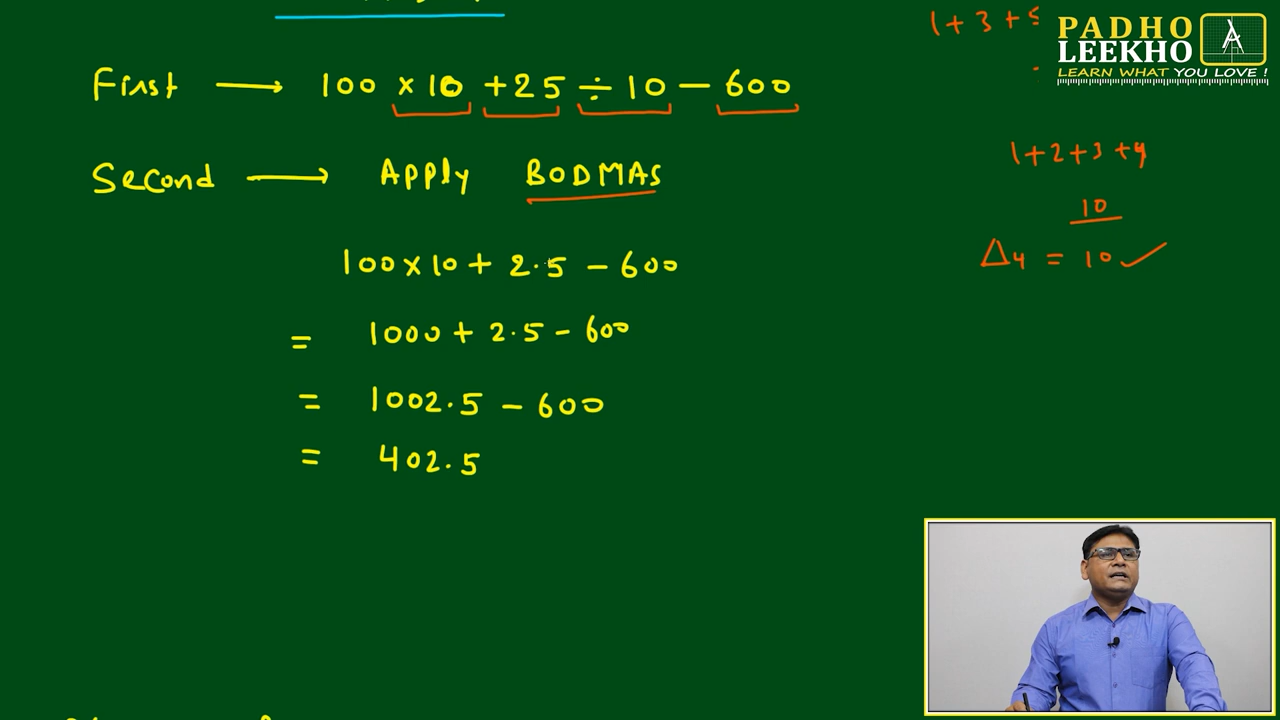 First → 100 × 10 + 25 ÷ 10 − 600
Second → Apply BODMAS
100 × 10 + 2.5 − 600
= 1000 + 2.5 − 600
= 1002.5 − 600
= 402.5
1 + 3 + 5
1 + 2 + 3 + 4
10
Δ4 = 10 ✓
PADHO
LEEKHO
LEARN WHAT YOU LOVE !